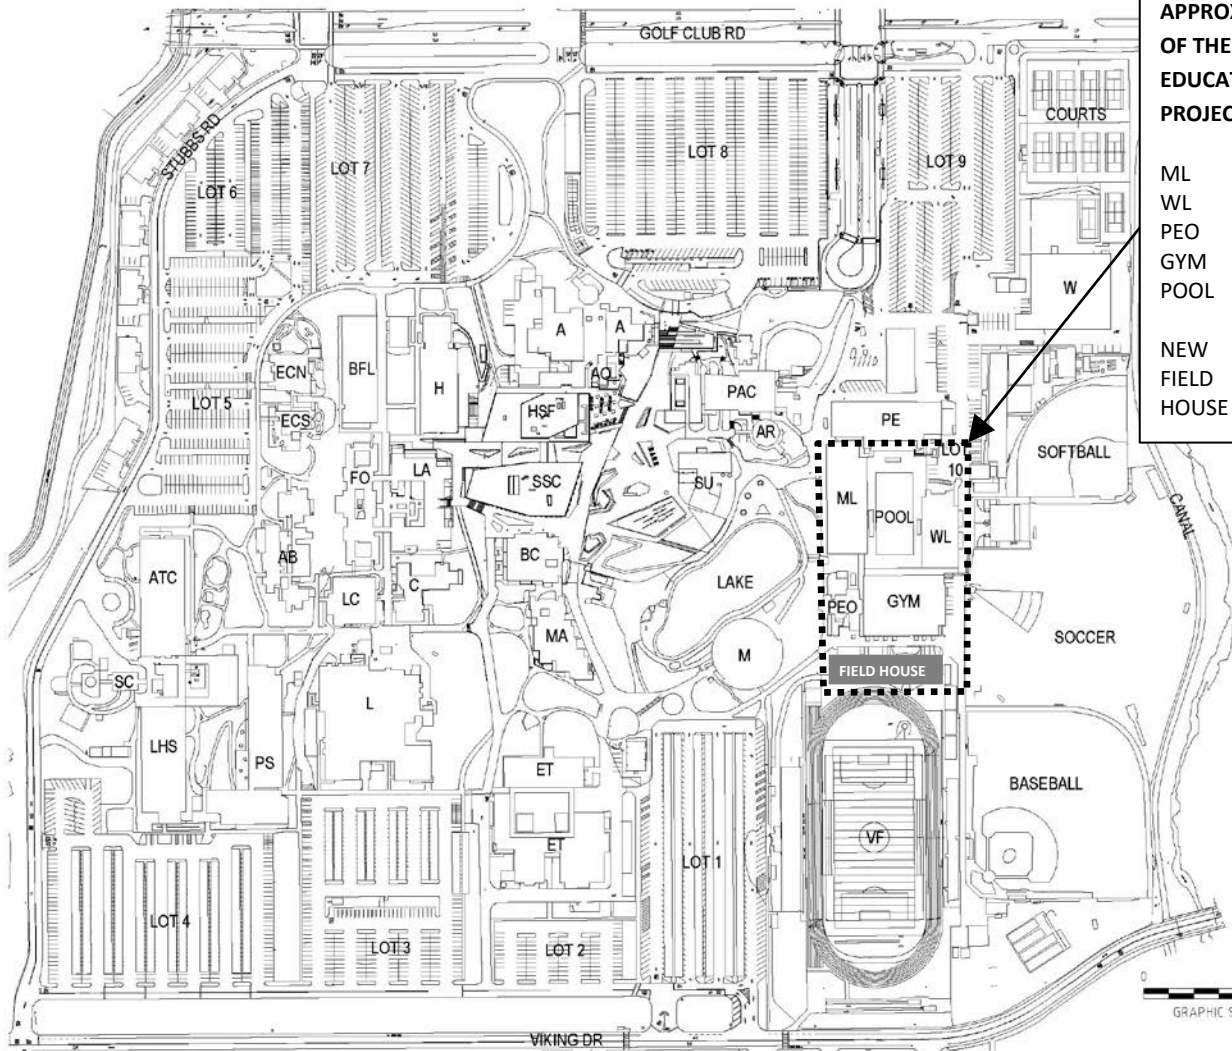 GOLF CLUB RD
APPROX
OF THE
EDUCAT
PROJEC
ML
WL
PEO
GYM
POOL
NEW
FIELD
HOUSE
COURTS
STUBBS RD
LOT 6
LOT 7
LOT 8
LOT 9
W
A
A
AQ
ECN
BFL
H
HSF
PAC
PE
LOT 5
ECS
AR
LOT
10
SOFTBALL
FO
LA
SSC
SU
ML
POOL
WL
CANAL
ATC
AB
LC
C
BC
LAKE
PEO
GYM
SOCCER
MA
M
SC
FIELD HOUSE
L
LHS
PS
ET
BASEBALL
VF
ET
LOT 1
LOT 4
LOT 3
LOT 2
GRAPHIC S
VIKING DR